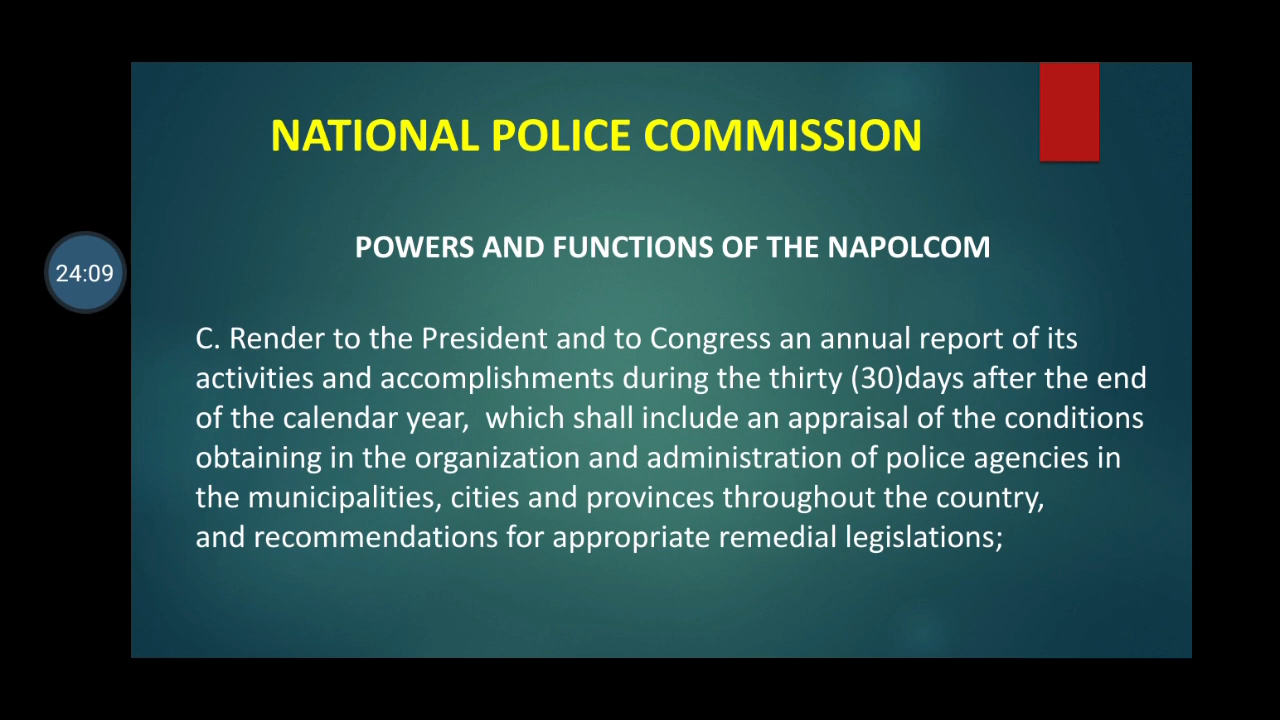 NATIONAL POLICE COMMISSION
POWERS AND FUNCTIONS OF THE NAPOLCOM
24:09
C. Render to the President and to Congress an annual report of its
activities and accomplishments during the thirty (30)days after the end
of the calendar year,  which shall include an appraisal of the conditions
obtaining in the organization and administration of police agencies in
the municipalities, cities and provinces throughout the country,
and recommendations for appropriate remedial legislations;